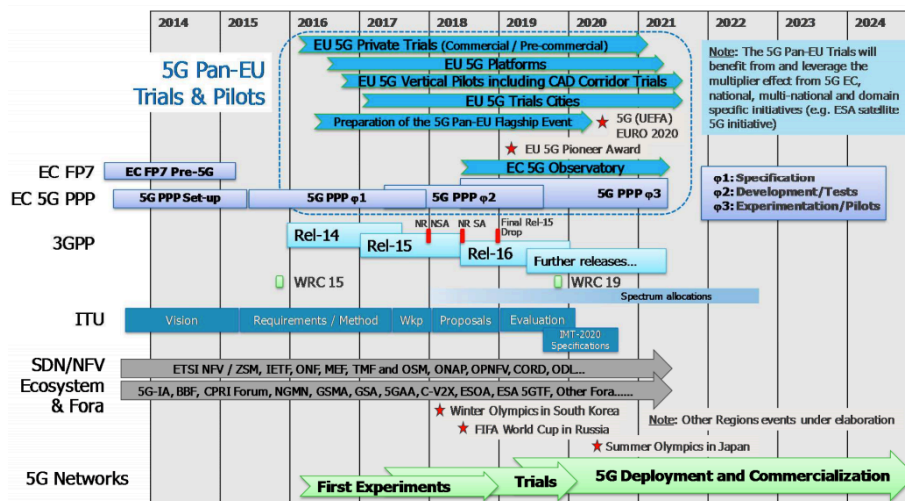 2014 2015 2016 2017 2018 2019 2020 2021 2022 2023 2024
5G Pan-EU
Trials & Pilots
EU 5G Private Trials (Commercial / Pre-commercial)
EU 5G Platforms
EU 5G Vertical Pilots including CAD Corridor Trials
EU 5G Trials Cities
Preparation of the 5G Pan-EU Flagship Event
5G (UEFA)
EURO 2020
EU 5G Pioneer Award
EC 5G Observatory
Note: The 5G Pan-EU Trials will
benefit from and leverage the
multiplier effect from 5G EC,
national, multi-national and domain
specific initiatives (e.g. ESA satellite
5G initiative)
EC FP7
EC FP7 Pre-5G
EC 5G PPP
5G PPP Set-up
5G PPP φ1
5G PPP φ2
5G PPP φ3
φ1: Specification
φ2: Development/Tests
φ3: Experimentation/Pilots
3GPP
Rel-14
Rel-15
NR NSA
NR SA
Final Rel-15
Drop
Rel-16
Further releases...
WRC 15
WRC 19
Spectrum allocations
ITU
Vision
Requirements / Method
Wkp
Proposals
Evaluation
IMT-2020
Specifications
SDN/NFV
Ecosystem
& Fora
ETSI NFV / ZSM, IETF, ONF, MEF, TMF and OSM, ONAP, OPNFV, CORD, ODL...
5G-IA, BBF, CPRI Forum, NGMN, GSMA, GSA, 5GAA, C-V2X, ESOA, ESA 5GTF, Other Fora......
Winter Olympics in South Korea
FIFA World Cup in Russia
Summer Olympics in Japan
Note: Other Regions events under elaboration
5G Networks
First Experiments
Trials
5G Deployment and Commercialization